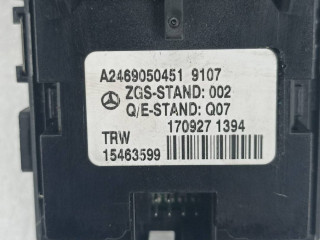 A2469050451 9107
ZGS-STAND: 002
Q/E-STAND: Q07
170927 1394
TRW
15463599